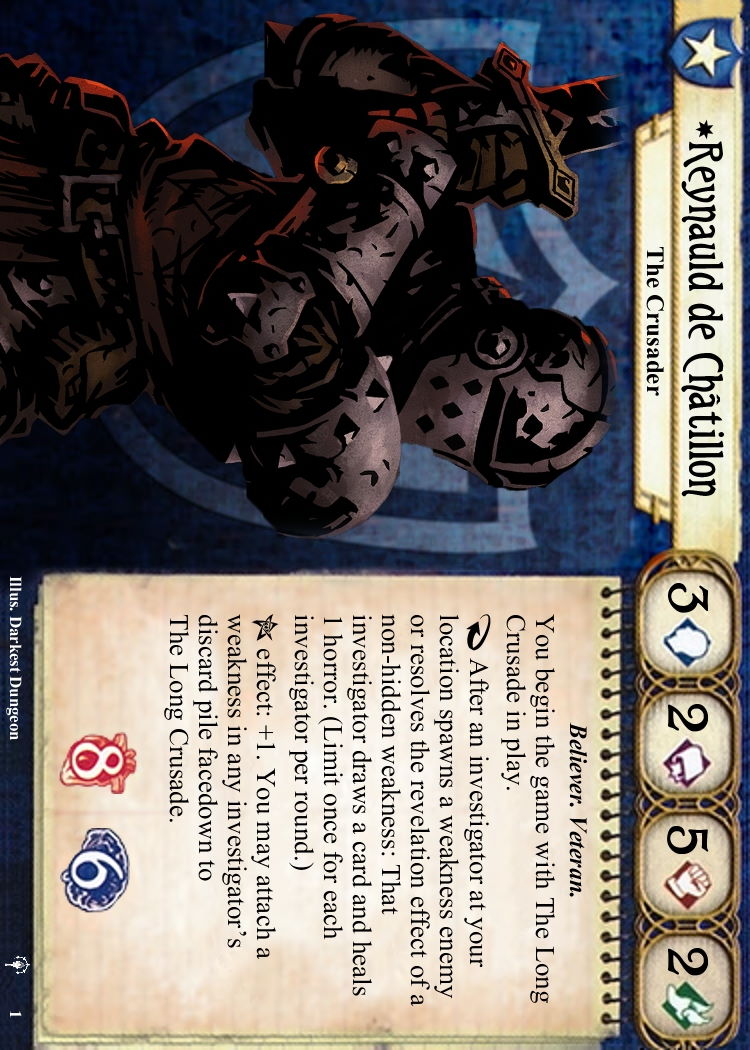 *Reynauld de Châtillon
The Crusader
3 2 5 2
Believer. Veteran.
You begin the game with The Long
Crusade in play.
After an investigator at your
location spawns a weakness enemy
or resolves the revelation effect of a
non-hidden weakness: That
investigator draws a card and heals
1 horror. (Limit once for each
investigator per round.)
effect: +1. You may attach a
weakness in any investigator's
discard pile facedown to
The Long Crusade.
8 6
Illus. Darkest Dungeon
1